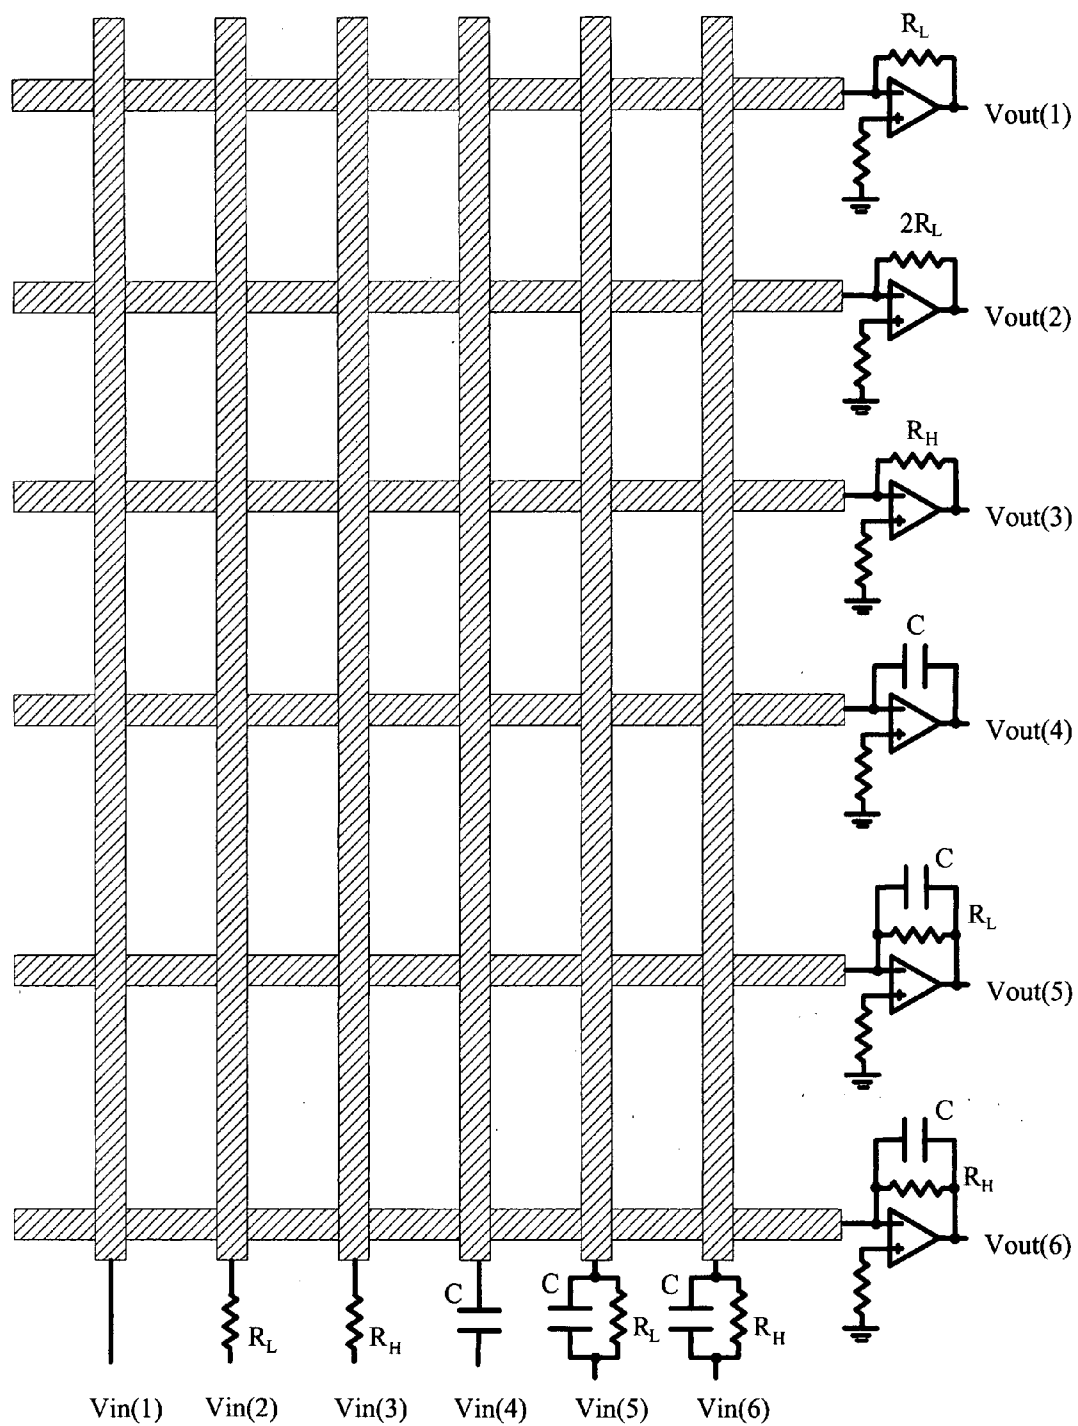 R_L
Vout(1)
2R_L
Vout(2)
R_H
Vout(3)
C
Vout(4)
C
R_L
Vout(5)
C
R_H
Vout(6)
C
C
C
R_L
R_H
R_L
R_H
Vin(1) Vin(2) Vin(3) Vin(4) Vin(5) Vin(6)